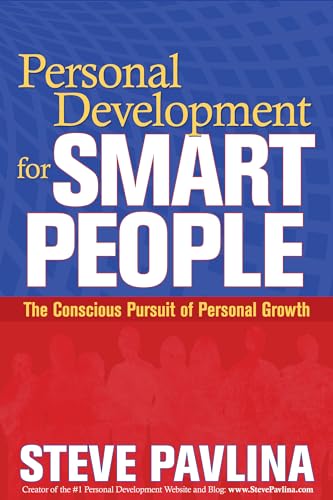 Personal
Development
for SMART
PEOPLE
The Conscious Pursuit of Personal Growth
STEVE PAVLINA
Creator of the #1 Personal Development Website and Blog: www.StevePavlina.com